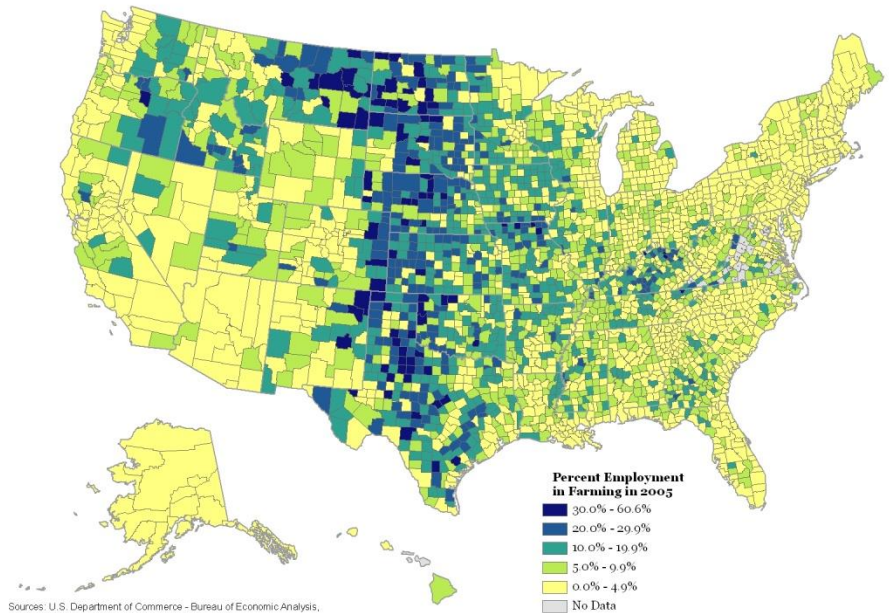 Percent Employment
in Farming in 2005
30.0% - 60.6%
20.0% - 29.9%
10.0% - 19.9%
5.0% - 9.9%
0.0% - 4.9%
No Data
Sources: U.S. Department of Commerce - Bureau of Economic Analysis,